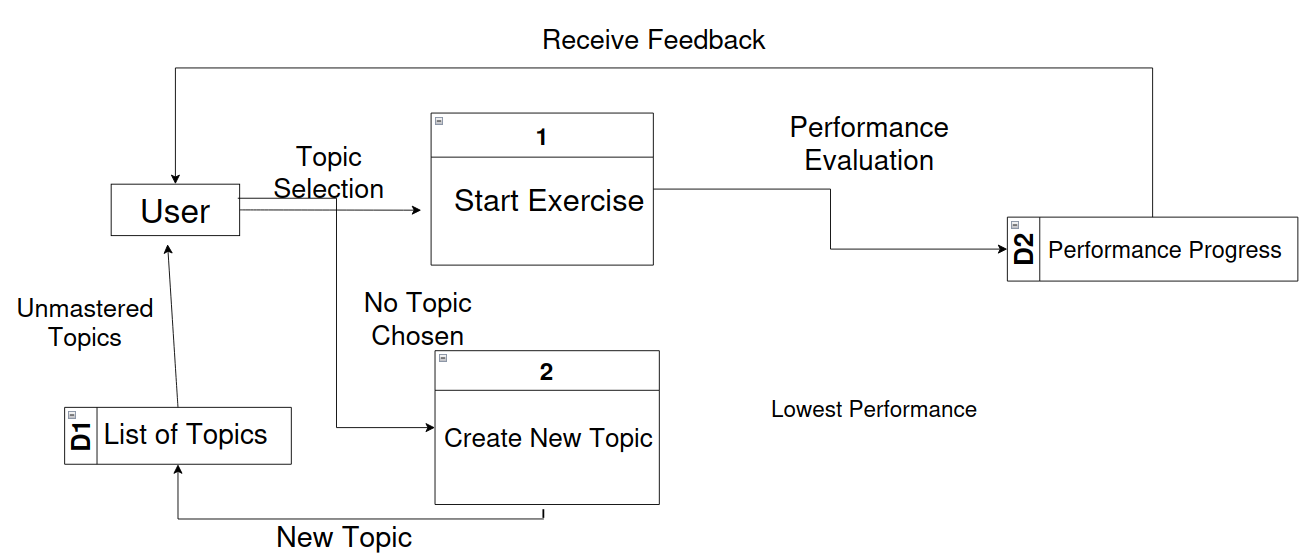 Receive Feedback
1
Performance
Evaluation
Topic
Selection
Start Exercise
User
D2
Performance Progress
Unmastered
Topics
No Topic
Chosen
2
Lowest Performance
D1
List of Topics
Create New Topic
New Topic